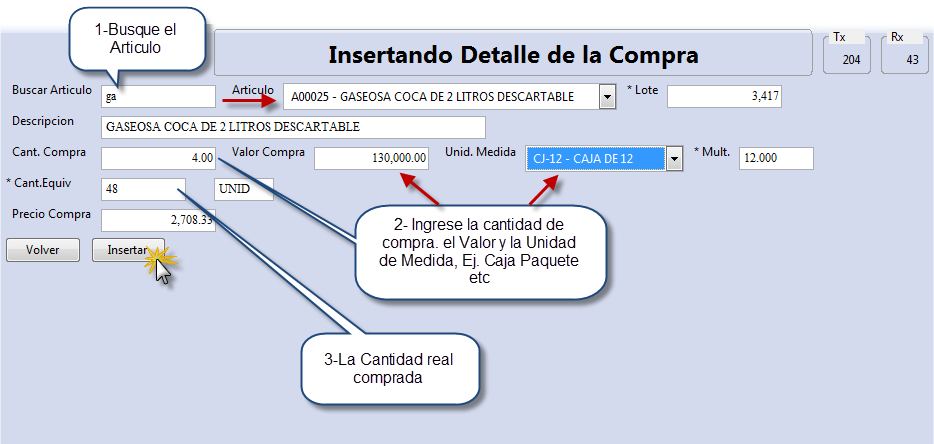 1-Busque el
Articulo
Insertando Detalle de la Compra
Tx
204
Rx
43
Buscar Articulo
ga
Articulo
A00025 - GASEOSA COCA DE 2 LITROS DESCARTABLE
* Lote
3,417
Descripcion
GASEOSA COCA DE 2 LITROS DESCARTABLE
Cant. Compra
4.00
Valor Compra
130,000.00
Unid. Medida
CJ-12 - CAJA DE 12
* Mult.
12.000
* Cant.Equiv
48
UNID
Precio Compra
2,708.33
2- Ingrese la cantidad de
compra. el Valor y la Unidad
de Medida, Ej. Caja Paquete
etc
Volver
Insertar
3-La Cantidad real
comprada